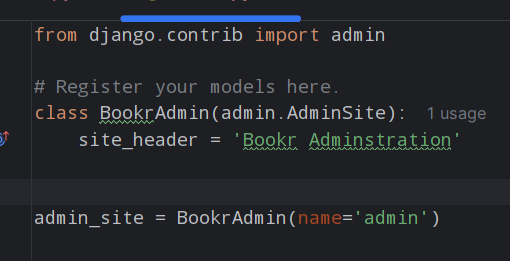 from django.contrib import admin
# Register your models here.
class BookrAdmin(admin.AdminSite): 1 usage
    site_header = 'Bookr Adminstration'
admin_site = BookrAdmin(name='admin')